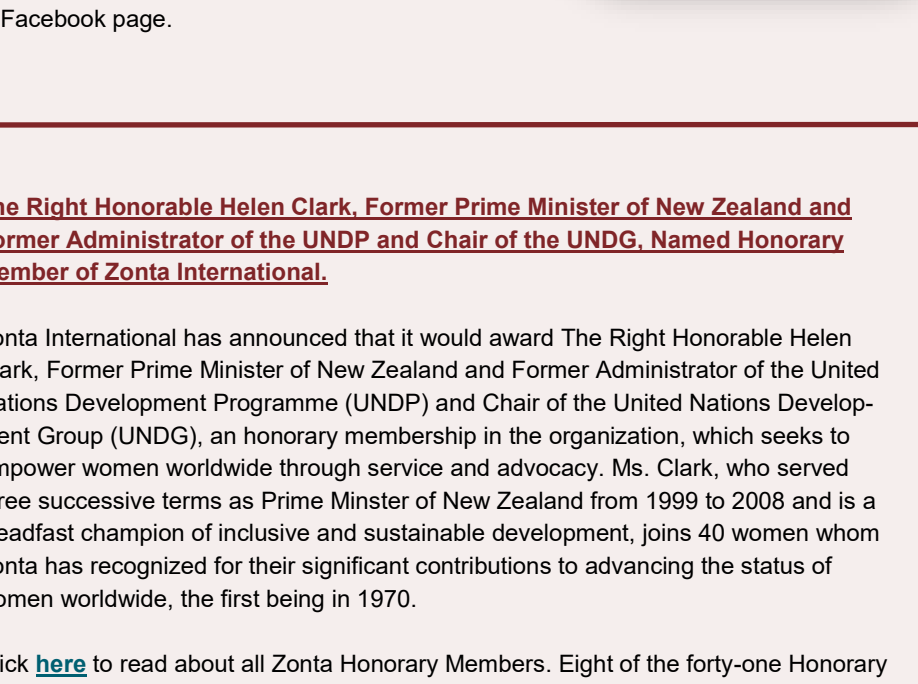 Facebook page.
he Right Honorable Helen Clark, Former Prime Minister of New Zealand and
ormer Administrator of the UNDP and Chair of the UNDG, Named Honorary
ember of Zonta International.
onta International has announced that it would award The Right Honorable Helen
ark, Former Prime Minister of New Zealand and Former Administrator of the United
ations Development Programme (UNDP) and Chair of the United Nations Develop-
ent Group (UNDG), an honorary membership in the organization, which seeks to
mpower women worldwide through service and advocacy. Ms. Clark, who served
ree successive terms as Prime Minster of New Zealand from 1999 to 2008 and is a
eadfast champion of inclusive and sustainable development, joins 40 women whom
onta has recognized for their significant contributions to advancing the status of
omen worldwide, the first being in 1970.
ick here to read about all Zonta Honorary Members. Eight of the forty-one Honorary